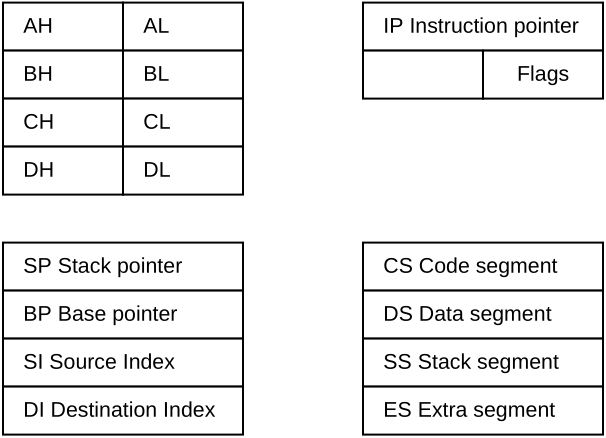 AH AL
BH BL
CH CL
DH DL
IP Instruction pointer
Flags
SP Stack pointer
BP Base pointer
SI Source Index
DI Destination Index
CS Code segment
DS Data segment
SS Stack segment
ES Extra segment